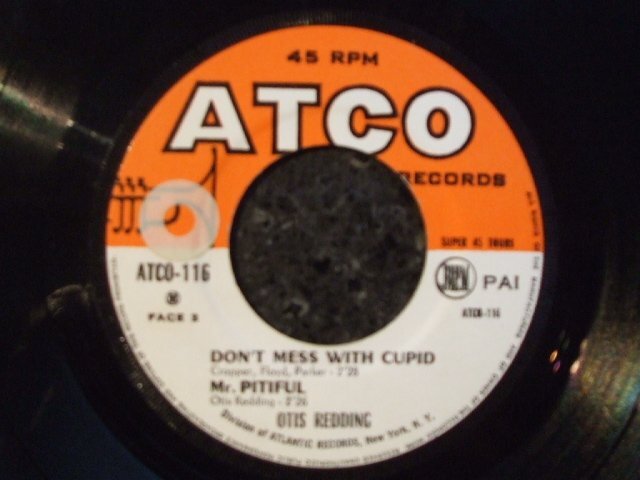 45 RPM
ATCO
RECORDS
SUPER 45 TOURS
ATCO-116
PAI
FACE 2
ATCO-116
DON'T MESS WITH CUPID
Cropper, Floyd, Parker - 2'28
Mr. PITIFUL
Otis Redding - 2'26
OTIS REDDING
Division of ATLANTIC RECORDS, New York, N. Y.